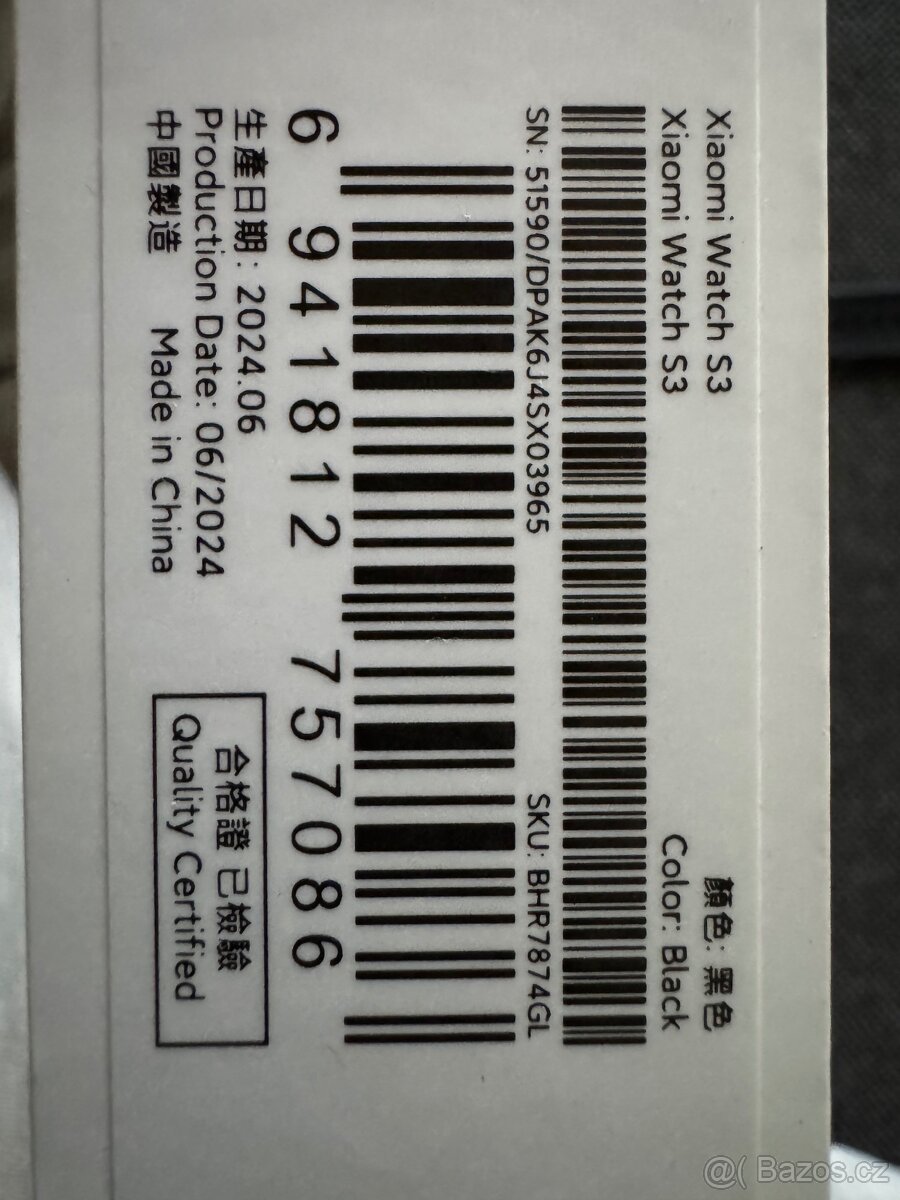 Xiaomi Watch S3
顏色: 黑色
Xiaomi Watch S3
Color: Black
SN: 51590/DPAK6J4SX03965
SKU: BHR7874GL
6 941812 757086
生產日期: 2024.06
Production Date: 06/2024
中國製造 Made in China
合格證 已檢驗
Quality Certified
@( Bazos.cz